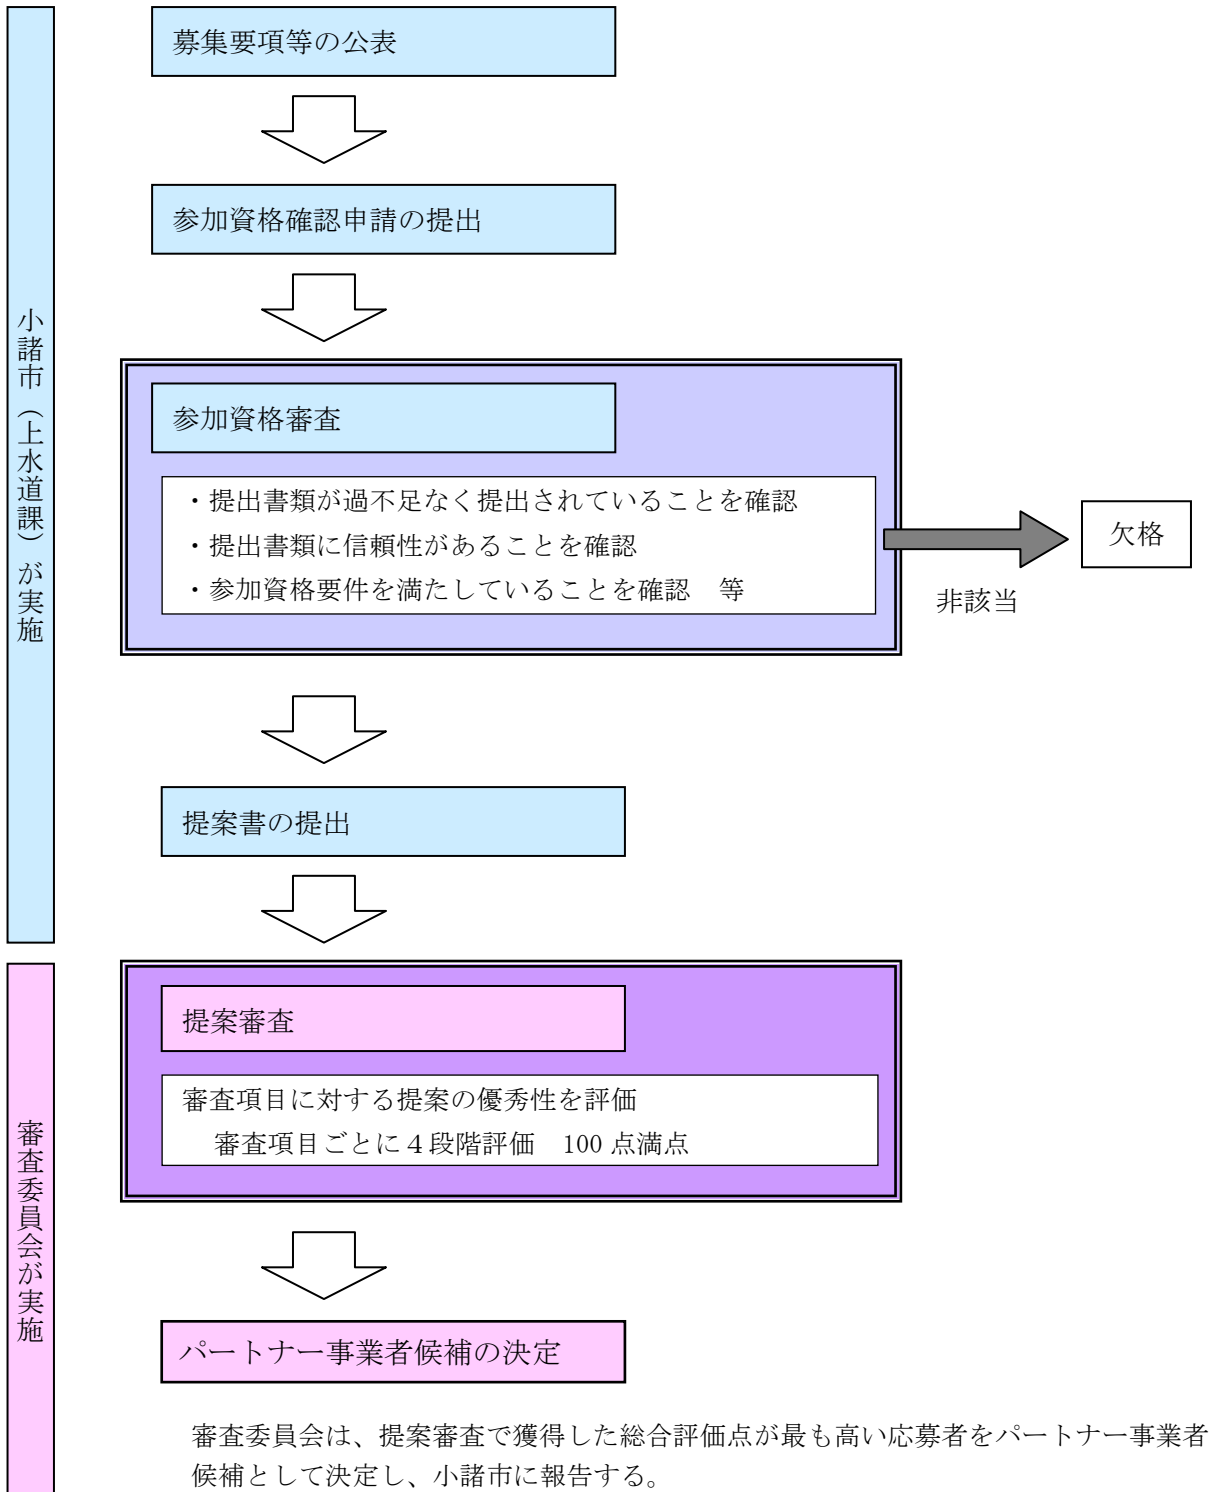 募集要項等の公表
参加資格確認申請の提出
小諸市（上水道課）が実施
参加資格審査
・提出書類が過不足なく提出されていることを確認
・提出書類に信頼性があることを確認
・参加資格要件を満たしていることを確認　等
欠格
非該当
提案書の提出
審査委員会が実施
提案審査
審査項目に対する提案の優秀性を評価
審査項目ごとに４段階評価　100 点満点
パートナー事業者候補の決定
審査委員会は、提案審査で獲得した総合評価点が最も高い応募者をパートナー事業者
候補として決定し、小諸市に報告する。